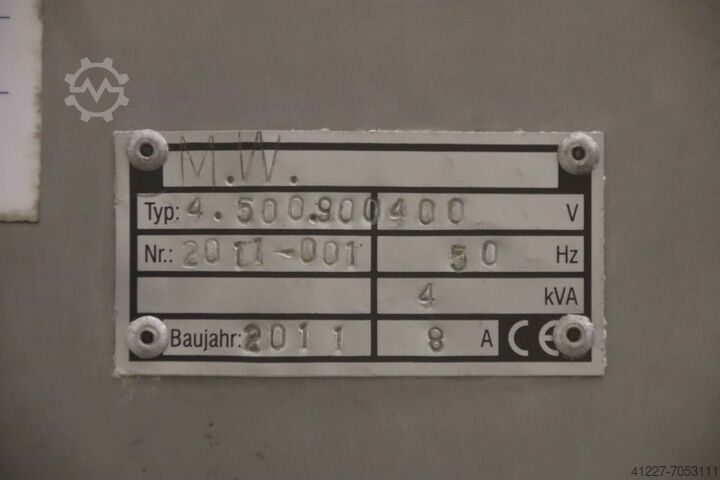 M.W.
Typ: 4.500.900 400 V
Nr.: 2011-001 50 Hz
4 kVA
Baujahr: 2011 8 A CE
41227-7053111